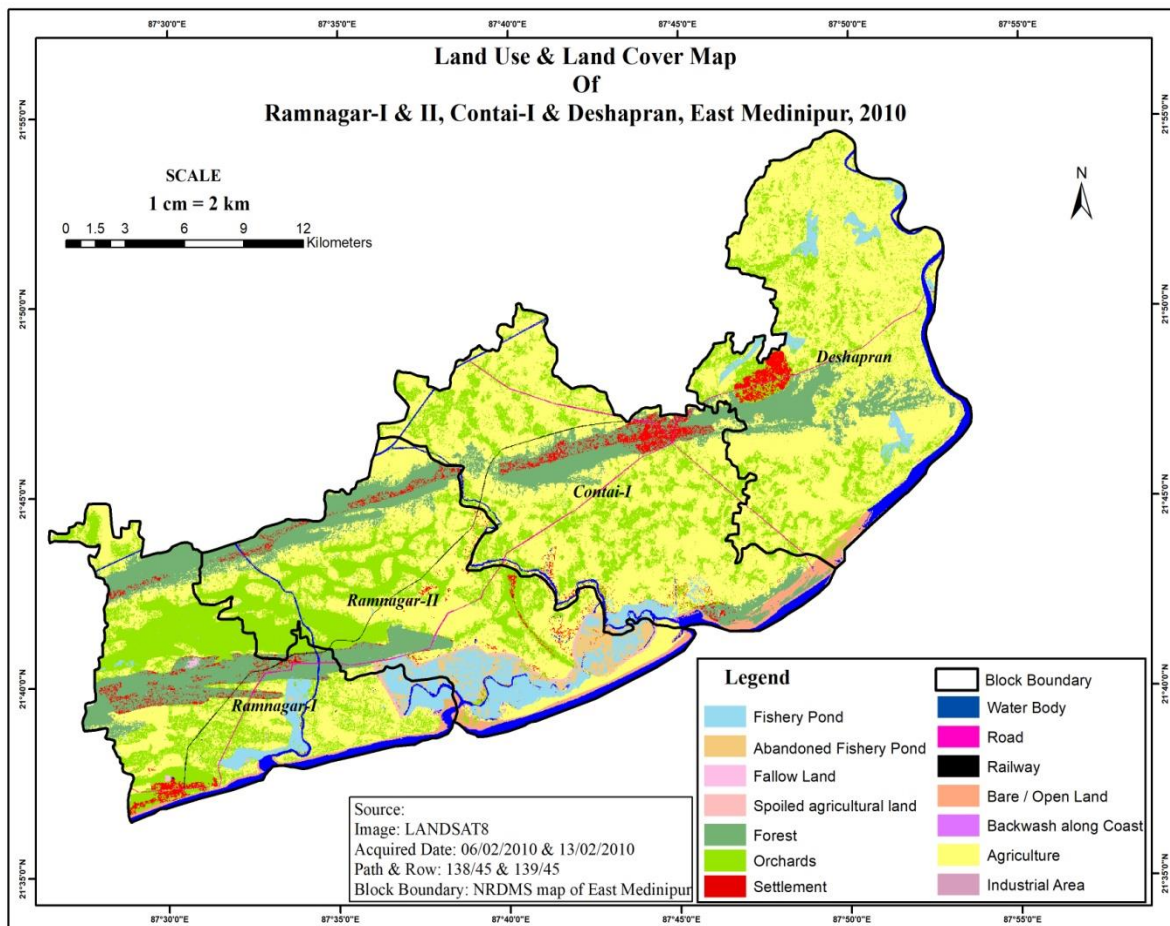 87°30'0"E 87°35'0"E 87°40'0"E 87°45'0"E 87°50'0"E 87°55'0"E
Land Use & Land Cover Map
Of
Ramnagar-I & II, Contai-I & Deshapran, East Medinipur, 2010
21°55'0"N 21°55'0"N
SCALE
1 cm = 2 km
N
0 1.5 3 6 9 12
Kilometers
21°50'0"N 21°50'0"N
Deshapran
21°45'0"N 21°45'0"N
Contai-I
Ramnagar-II
21°40'0"N 21°40'0"N
Ramnagar-I
Legend
Fishery Pond
Abandoned Fishery Pond
Fallow Land
Spoiled agricultural land
Forest
Orchards
Settlement
Block Boundary
Water Body
Road
Railway
Bare / Open Land
Backwash along Coast
Agriculture
Industrial Area
Source:
Image: LANDSAT8
Acquired Date: 06/02/2010 & 13/02/2010
Path & Row: 138/45 & 139/45
Block Boundary: NRDMS map of East Medinipur
21°35'0"N 21°35'0"N
87°30'0"E 87°35'0"E 87°40'0"E 87°45'0"E 87°50'0"E 87°55'0"E